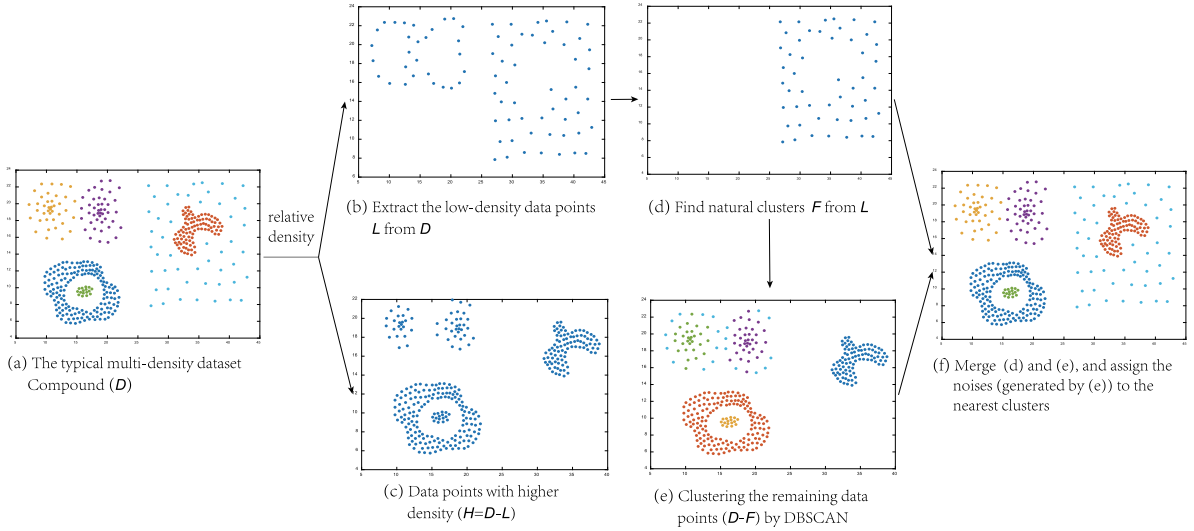 (a) The typical multi-density dataset
Compound (D)
relative
density
(b) Extract the low-density data points
L from D
(c) Data points with higher
density (H=D-L)
(d) Find natural clusters F from L
(e) Clustering the remaining data
points (D-F) by DBSCAN
(f) Merge (d) and (e), and assign the
noises (generated by (e)) to the
nearest clusters